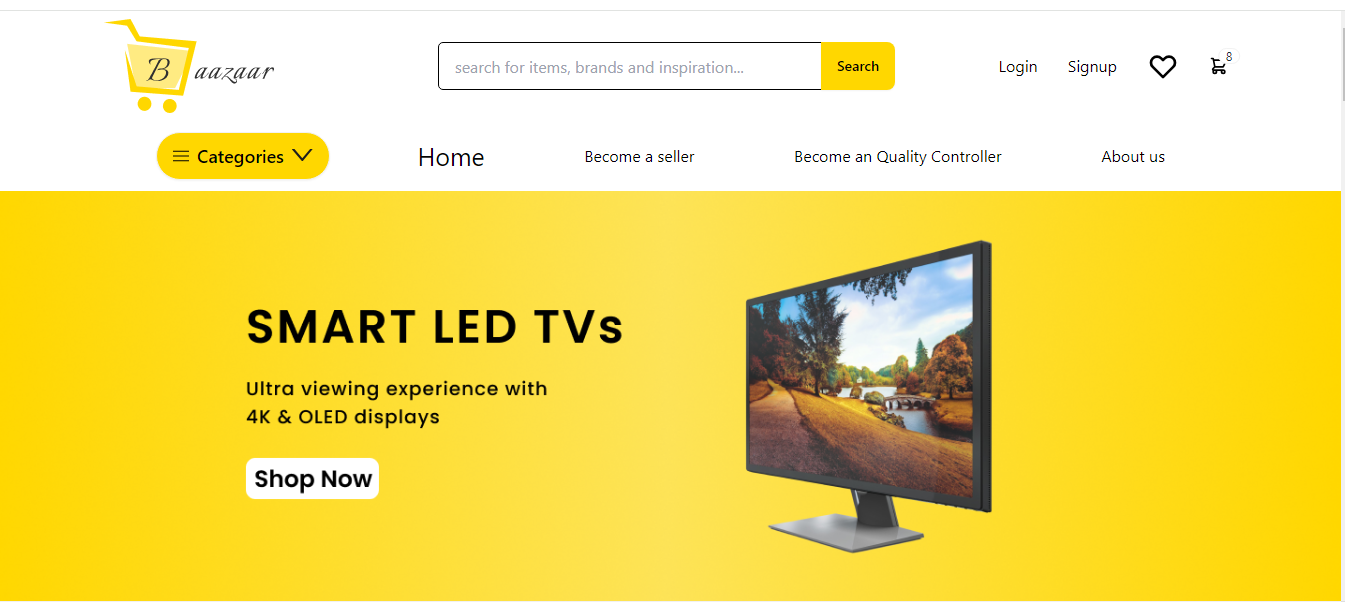 Baazaar
search for items, brands and inspiration...
Search
Login
Signup
8
Categories
Home
Become a seller
Become an Quality Controller
About us
SMART LED TVs
Ultra viewing experience with
4K & OLED displays
Shop Now